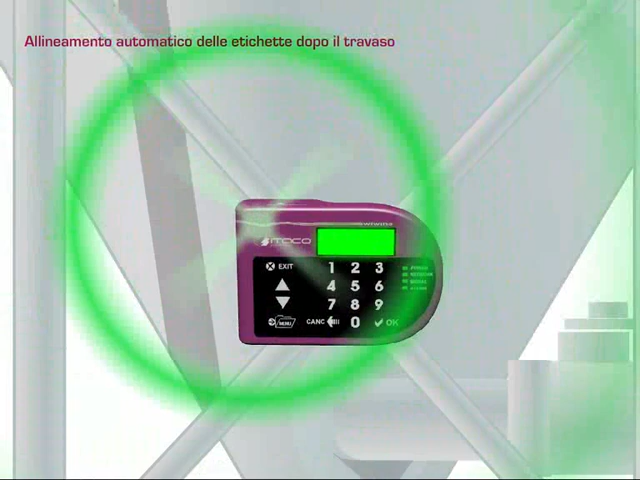 Allineamento automatico delle etichette dopo il travaso
SITOCO
EXIT
1 2 3
4 5 6
7 8 9
MENU
CANC 0 OK